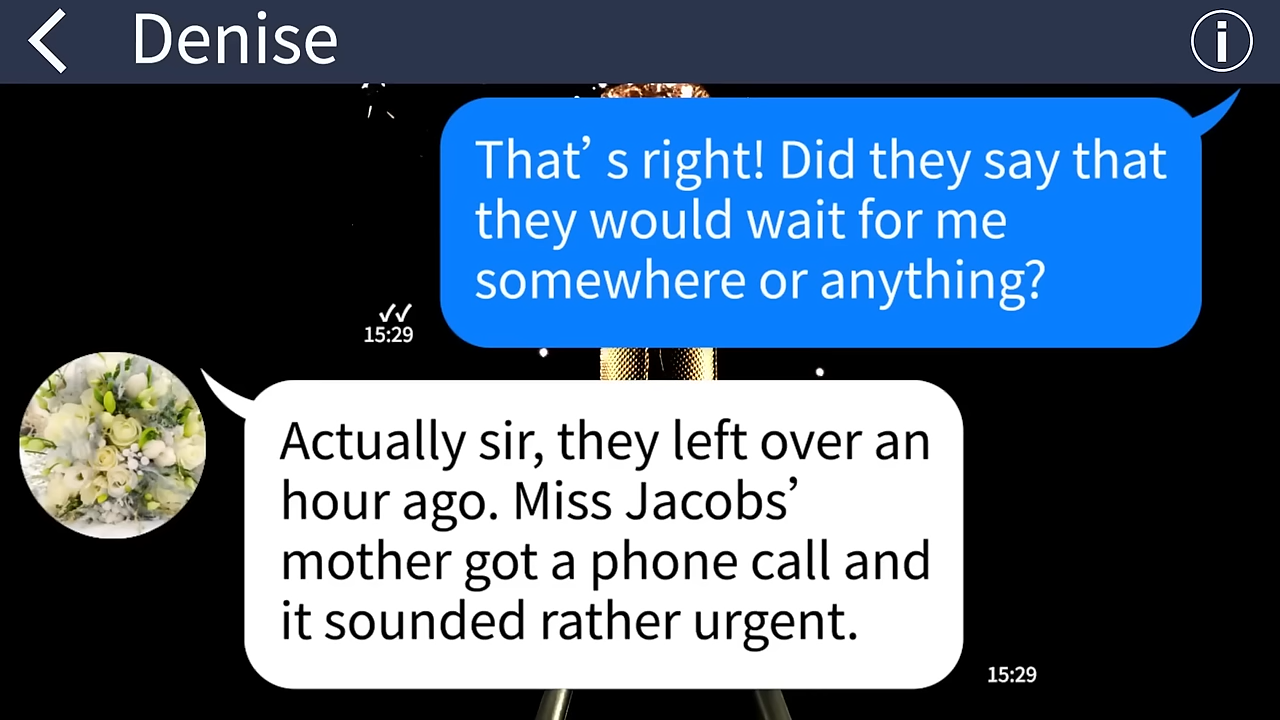 Denise
That’s right! Did they say that
they would wait for me
somewhere or anything?
15:29
Actually sir, they left over an
hour ago. Miss Jacobs’
mother got a phone call and
it sounded rather urgent.
15:29